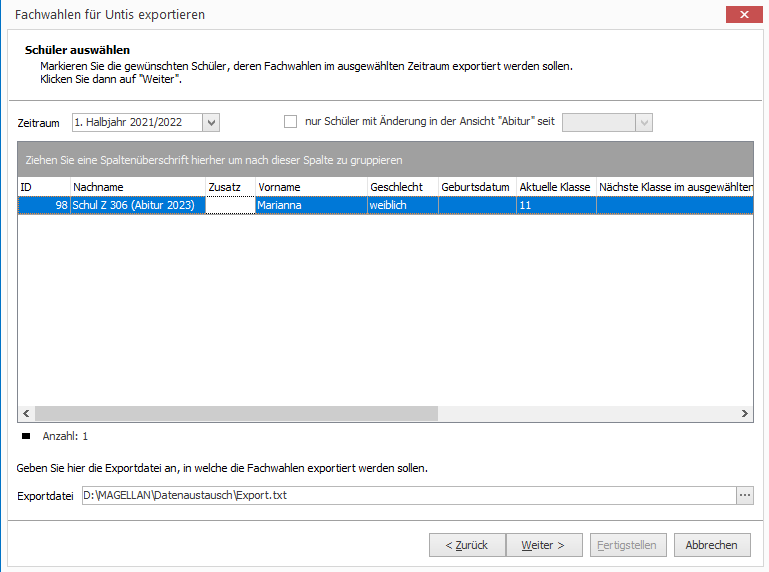 Fachwahlen für Untis exportieren
Schüler auswählen
Markieren Sie die gewünschten Schüler, deren Fachwahlen im ausgewählten Zeitraum exportiert werden sollen.
Klicken Sie dann auf "Weiter".
Zeitraum 1. Halbjahr 2021/2022 nur Schüler mit Änderung in der Ansicht "Abitur" seit
Ziehen Sie eine Spaltenüberschrift hierher um nach dieser Spalte zu gruppieren
ID Nachname Zusatz Vorname Geschlecht Geburtsdatum Aktuelle Klasse Nächste Klasse im ausgewählten
98 Schul Z 306 (Abitur 2023) Marianna weiblich 11
Anzahl: 1
Geben Sie hier die Exportdatei an, in welche die Fachwahlen exportiert werden sollen.
Exportdatei D:\MAGELLAN\Datenaustausch\Export.txt ...
< Zurück Weiter > Fertigstellen Abbrechen